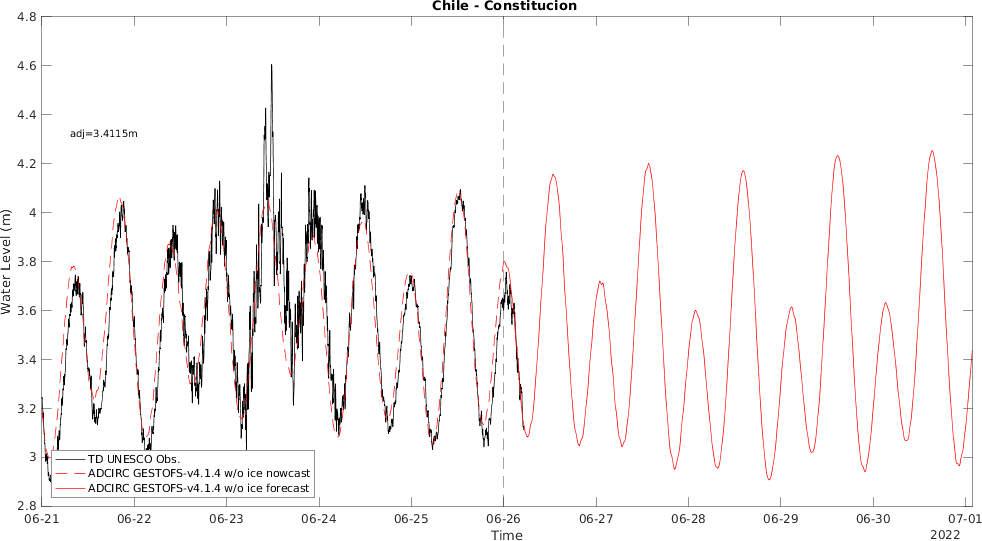 Chile - Constitucion
4.8
4.6
4.4
4.2
4
3.8
3.6
3.4
3.2
3
2.8
Water Level (m)
adj=3.4115m
TD UNESCO Obs.
ADCIRC GESTOFS-v4.1.4 w/o ice nowcast
ADCIRC GESTOFS-v4.1.4 w/o ice forecast
06-21 06-22 06-23 06-24 06-25 06-26 06-27 06-28 06-29 06-30 07-01
Time
2022